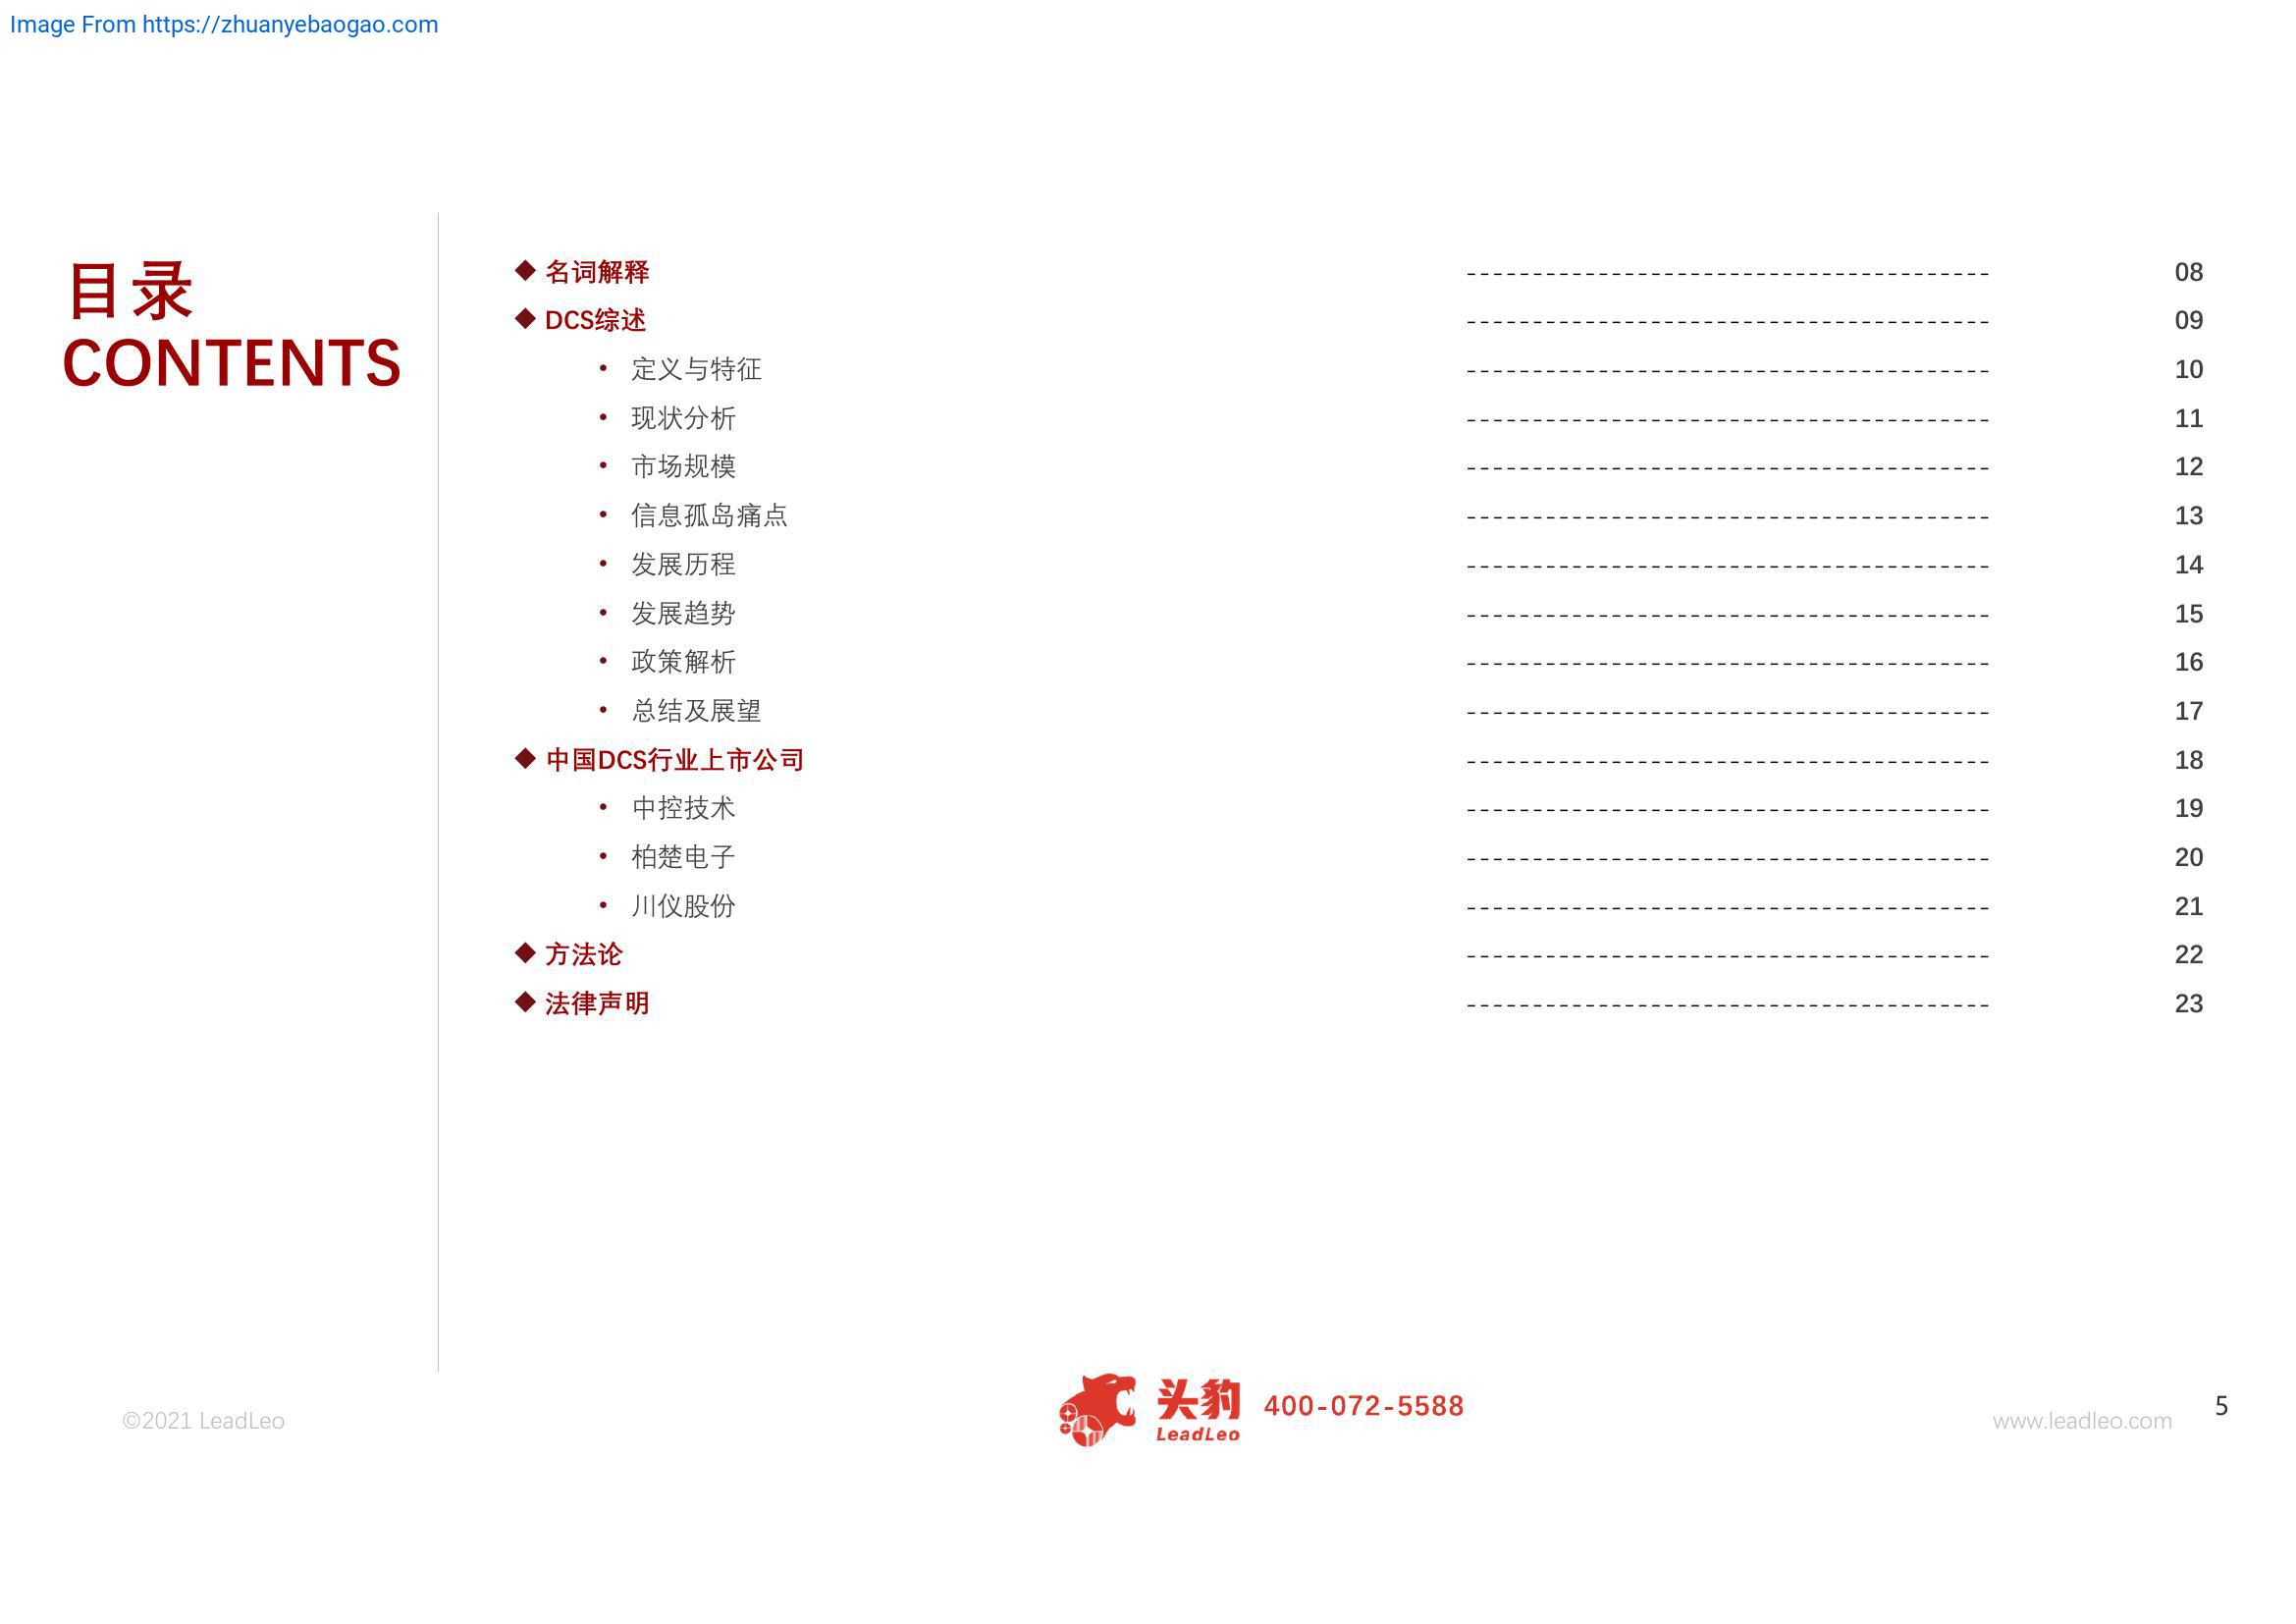 Image From https://zhuanyebaogao.com
目录
CONTENTS
◆ 名词解释 ---------------------------------------- 08
◆ DCS综述 ---------------------------------------- 09
• 定义与特征 ---------------------------------------- 10
• 现状分析 ---------------------------------------- 11
• 市场规模 ---------------------------------------- 12
• 信息孤岛痛点 ---------------------------------------- 13
• 发展历程 ---------------------------------------- 14
• 发展趋势 ---------------------------------------- 15
• 政策解析 ---------------------------------------- 16
• 总结及展望 ---------------------------------------- 17
◆ 中国DCS行业上市公司 ---------------------------------------- 18
• 中控技术 ---------------------------------------- 19
• 柏楚电子 ---------------------------------------- 20
• 川仪股份 ---------------------------------------- 21
◆ 方法论 ---------------------------------------- 22
◆ 法律声明 ---------------------------------------- 23
©2021 LeadLeo
头豹
LeadLeo
400-072-5588
www.leadleo.com
5